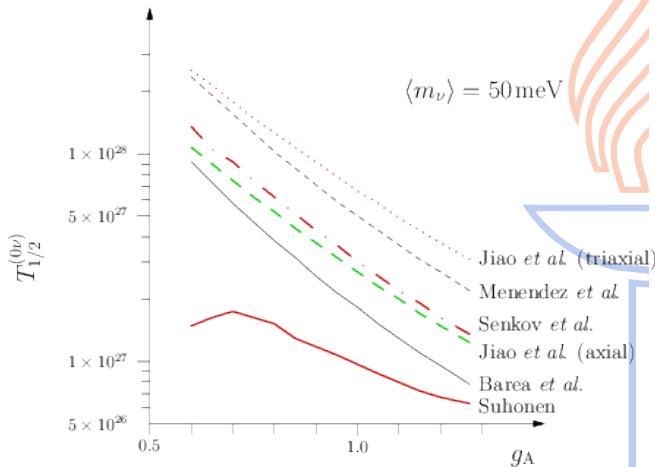 ⟨m_ν⟩ = 50 meV
1 × 10^28
5 × 10^27
T_{1/2}^{(0ν)}
Jiao et al. (triaxial)
Menendez et al.
Senkov et al.
Jiao et al. (axial)
1 × 10^27
Barea et al.
Suhonen
5 × 10^26
0.5
1.0
g_A